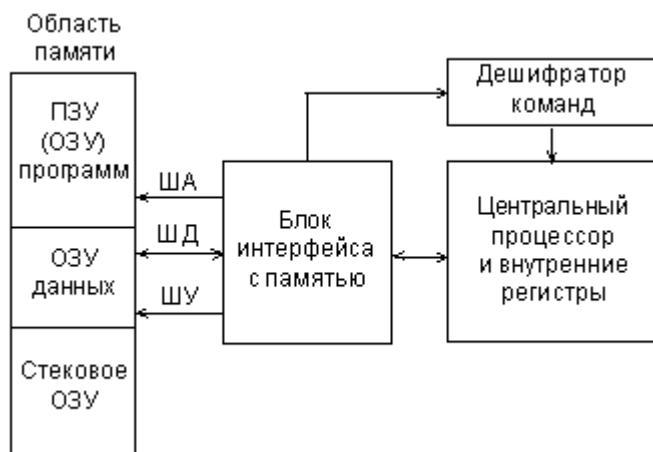 Область
памяти
ПЗУ
(ОЗУ)
программ
ОЗУ
данных
Стековое
ОЗУ
ША
ШД
ШУ
Блок
интерфейса
с памятью
Дешифратор
команд
Центральный
процессор
и внутренние
регистры